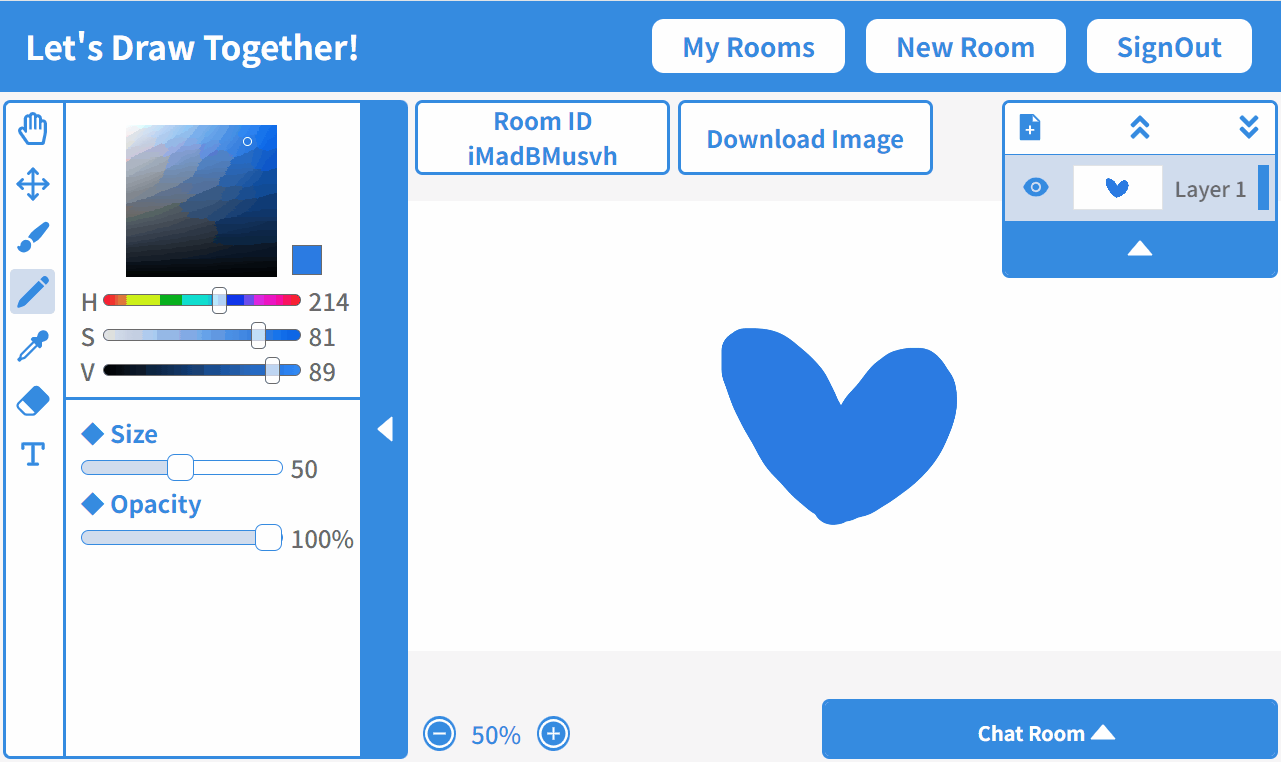 Let's Draw Together!
My Rooms
New Room
SignOut
Room ID
iMadBMusvh
Download Image
Layer 1
H 214
S 81
V 89
Size
50
Opacity
100%
50%
Chat Room